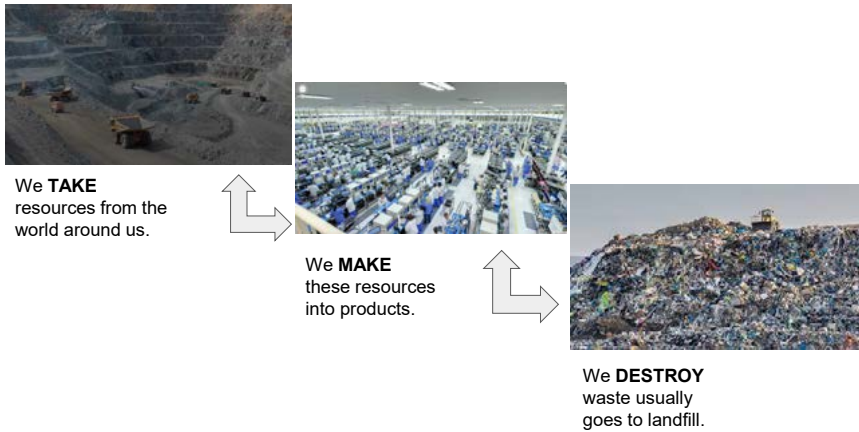 We TAKE
resources from the
world around us.
We MAKE
these resources
into products.
We DESTROY
waste usually
goes to landfill.